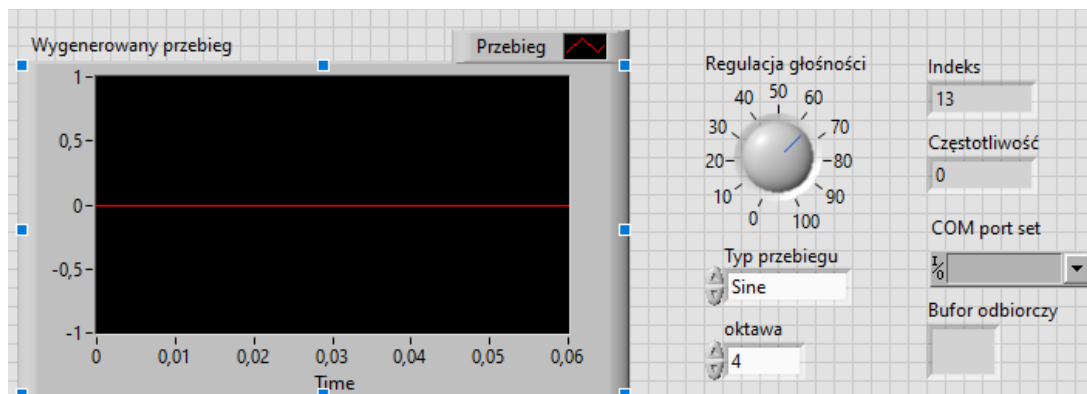 Wygenerowany przebieg
Przebieg
1
0,5
0
-0,5
-1
0
0,01
0,02
0,03
0,04
0,05
0,06
Time
Regulacja głośności
0
10
20
30
40
50
60
70
80
90
100
Typ przebiegu
Sine
oktawa
4
Indeks
13
Częstotliwość
0
COM port set
I/O
Bufor odbiorczy